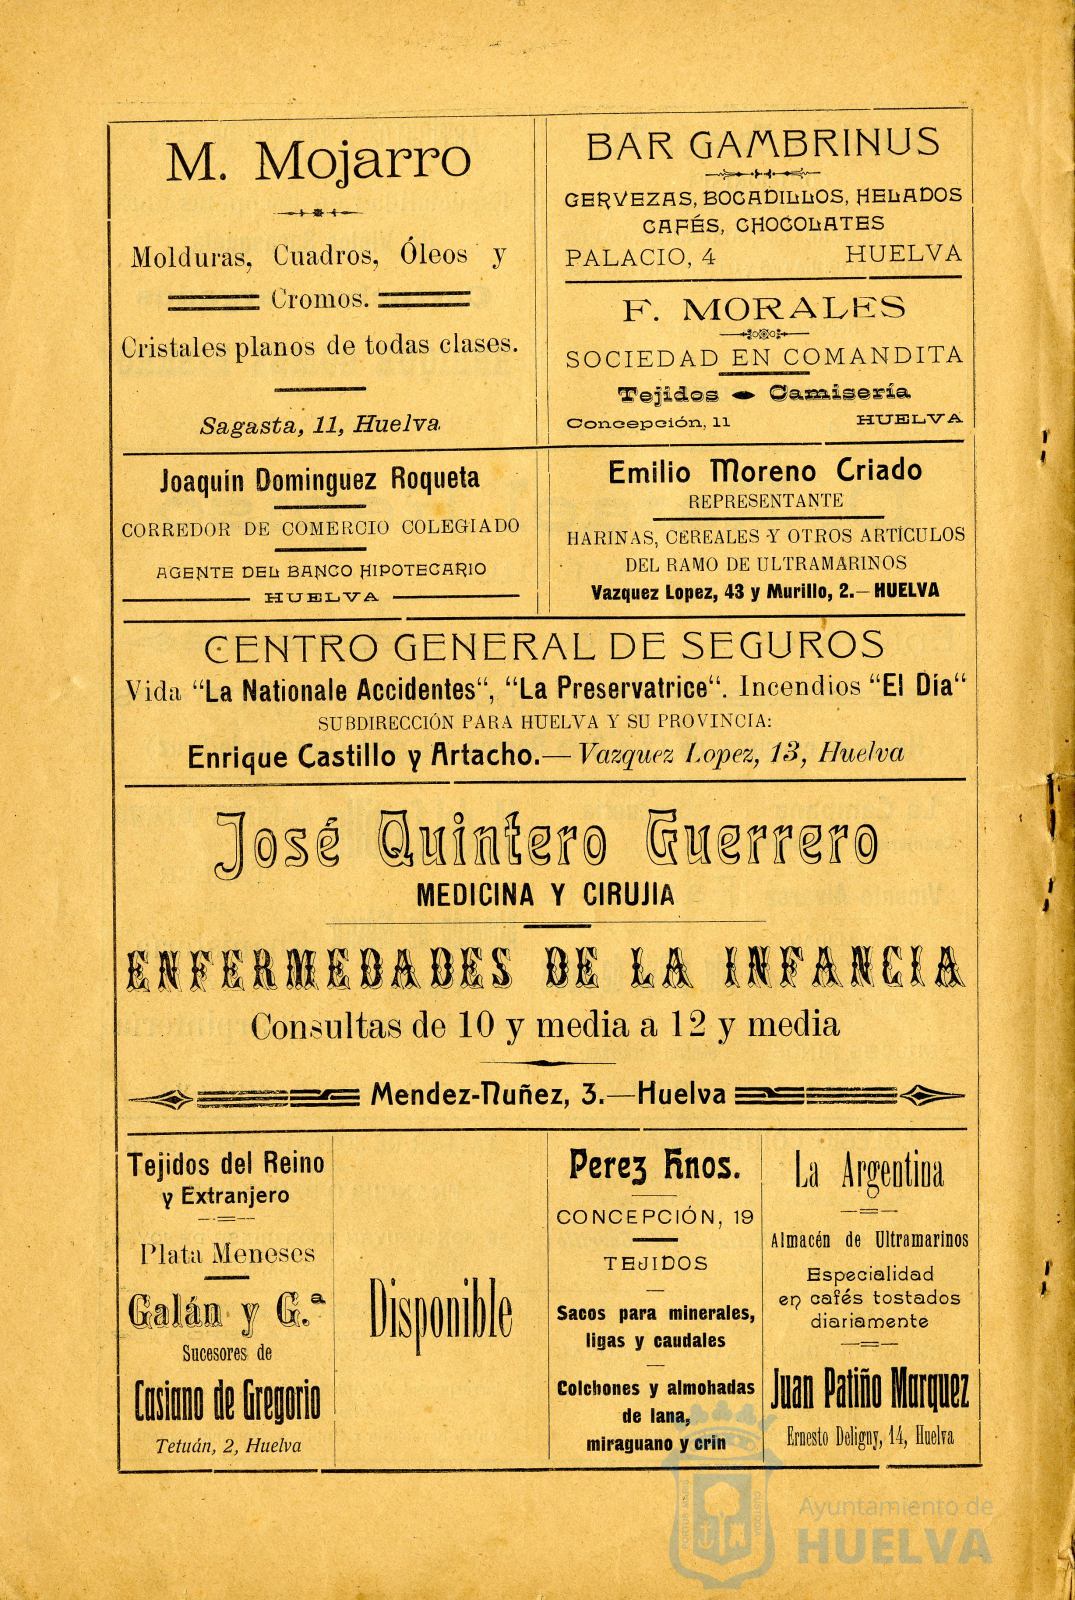 M. Mojarro
Molduras, Cuadros, Óleos y
Cromos.
Cristales planos de todas clases.
Sagasta, 11, Huelva
BAR GAMBRINUS
CERVEZAS, BOCADILLOS, HELADOS
CAFÉS, CHOCOLATES
PALACIO, 4 HUELVA
F. MORALES
SOCIEDAD EN COMANDITA
Tejidos Camisería
Concepción, 11 HUELVA
Joaquín Dominguez Roqueta
CORREDOR DE COMERCIO COLEGIADO
AGENTE DEL BANCO HIPOTECARIO
HUELVA
Emilio Moreno Criado
REPRESENTANTE
HARINAS, CEREALES Y OTROS ARTÍCULOS
DEL RAMO DE ULTRAMARINOS
Vazquez Lopez, 43 y Murillo, 2.—HUELVA
CENTRO GENERAL DE SEGUROS
Vida “La Nationale Accidentes“, “La Preservatrice“. Incendios “El Día“
SUBDIRECCIÓN PARA HUELVA Y SU PROVINCIA:
Enrique Castillo y Artacho.—Vazquez Lopez, 13, Huelva
José Quintero Guerrero
MEDICINA Y CIRUJIA
ENFERMEDADES DE LA INFANCIA
Consultas de 10 y media a 12 y media
Mendez-Nuñez, 3.—Huelva
Tejidos del Reino
y Extranjero
Plata Meneses
Galán y C.ª
Sucesores de
Casiano de Gregorio
Tetuán, 2, Huelva
Disponible
Perez Hnos.
CONCEPCIÓN, 19
TEJIDOS
Sacos para minerales,
ligas y caudales
Colchones y almohadas
de lana,
miraguano y crin
La Argentina
Almacén de Ultramarinos
Especialidad
en cafés tostados
diariamente
Juan Patiño Marquez
Ernesto Deligny, 14, Huelva
PORTUS MARIS
CUSTODIA
Ayuntamiento de
HUELVA